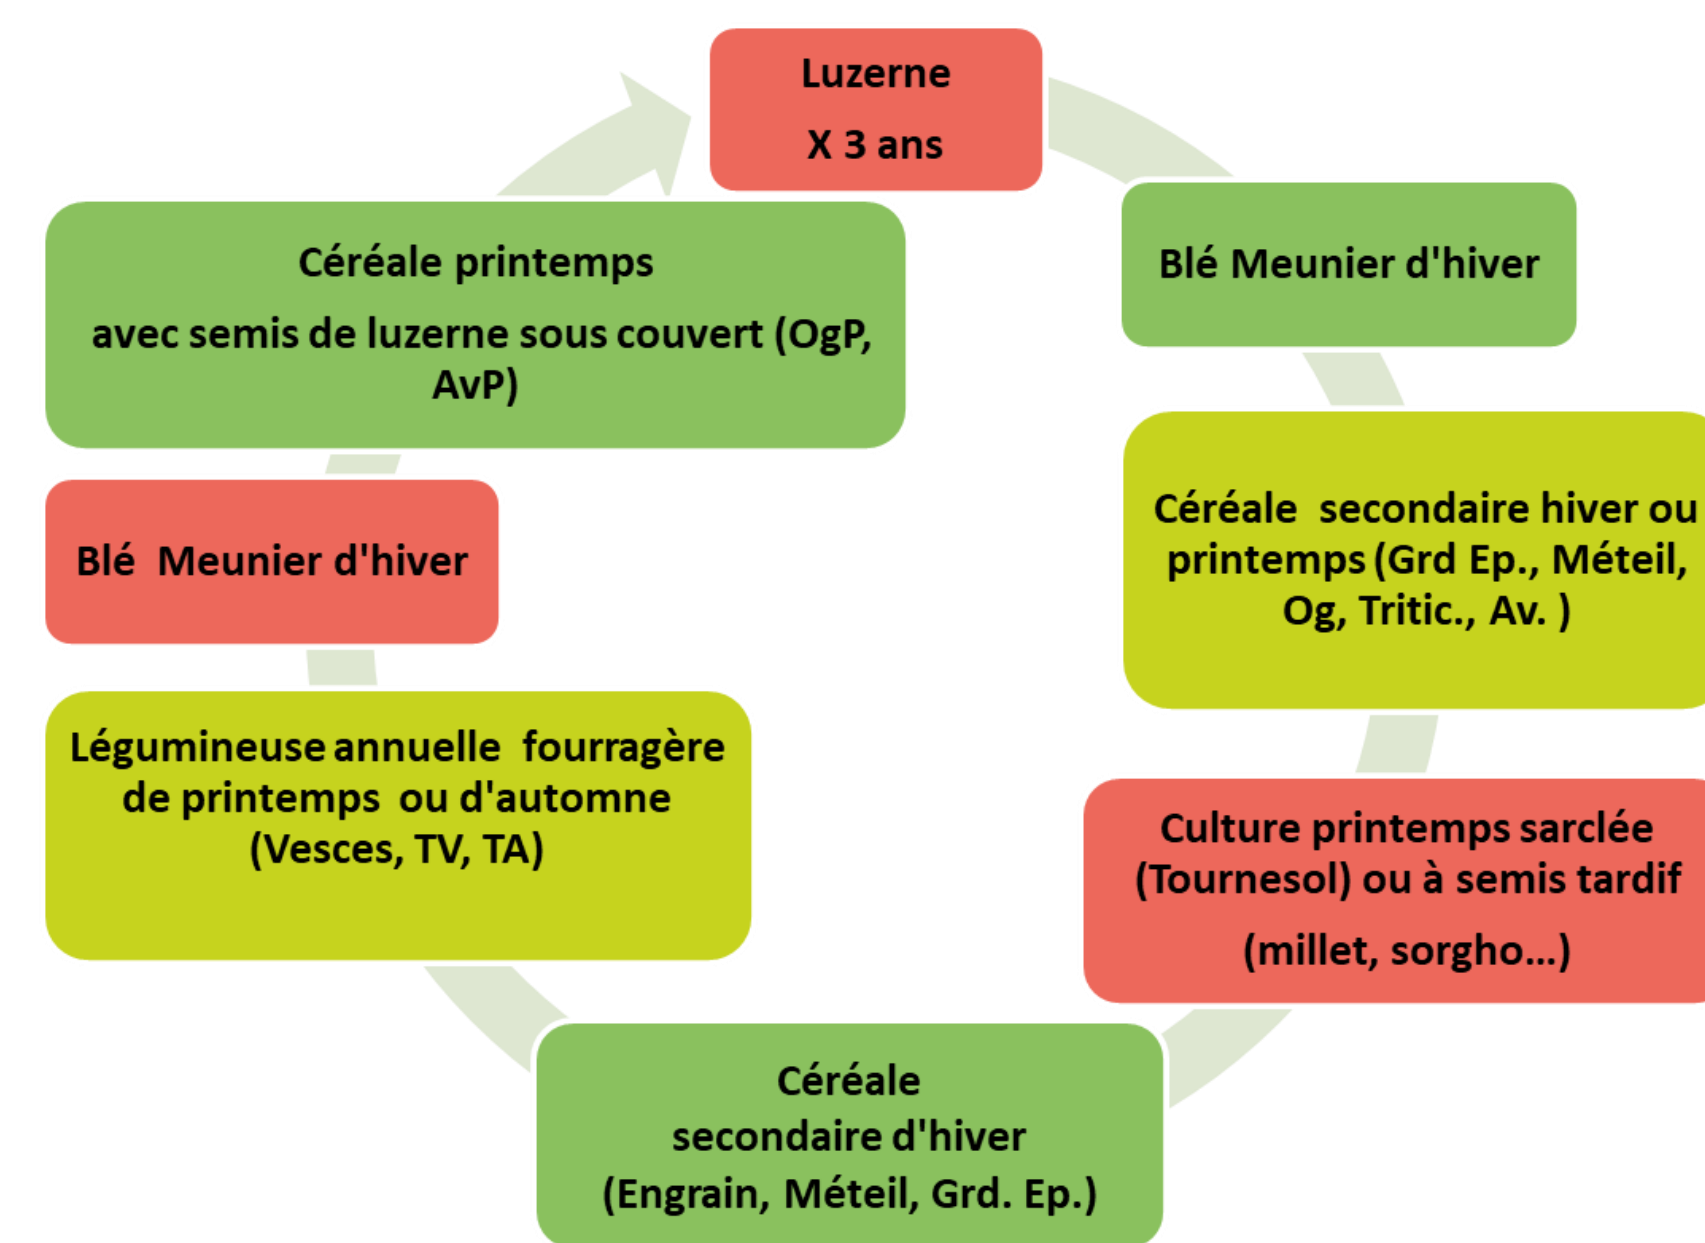 Luzerne
X 3 ans
Blé Meunier d'hiver
Céréale  secondaire hiver ou
printemps (Grd Ep., Méteil,
Og, Tritic., Av. )
Culture printemps sarclée
(Tournesol) ou à semis tardif
(millet, sorgho...)
Céréale
secondaire d'hiver
(Engrain, Méteil, Grd. Ep.)
Légumineuse annuelle  fourragère
de printemps  ou d'automne
(Vesces, TV, TA)
Blé  Meunier d'hiver
Céréale printemps
avec semis de luzerne sous couvert (OgP,
AvP)